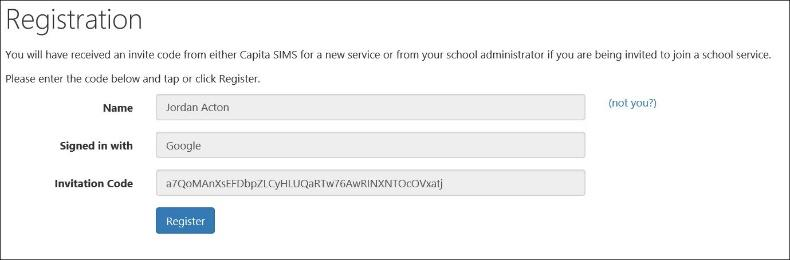 Registration
You will have received an invite code from either Capita SIMS for a new service or from your school administrator if you are being invited to join a school service.
Please enter the code below and tap or click Register.
Name Jordan Acton (not you?)
Signed in with Google
Invitation Code a7QoMAnXsEFDbpZLCyHLUQaRTw76AwRINXNTOcOVxatj
Register